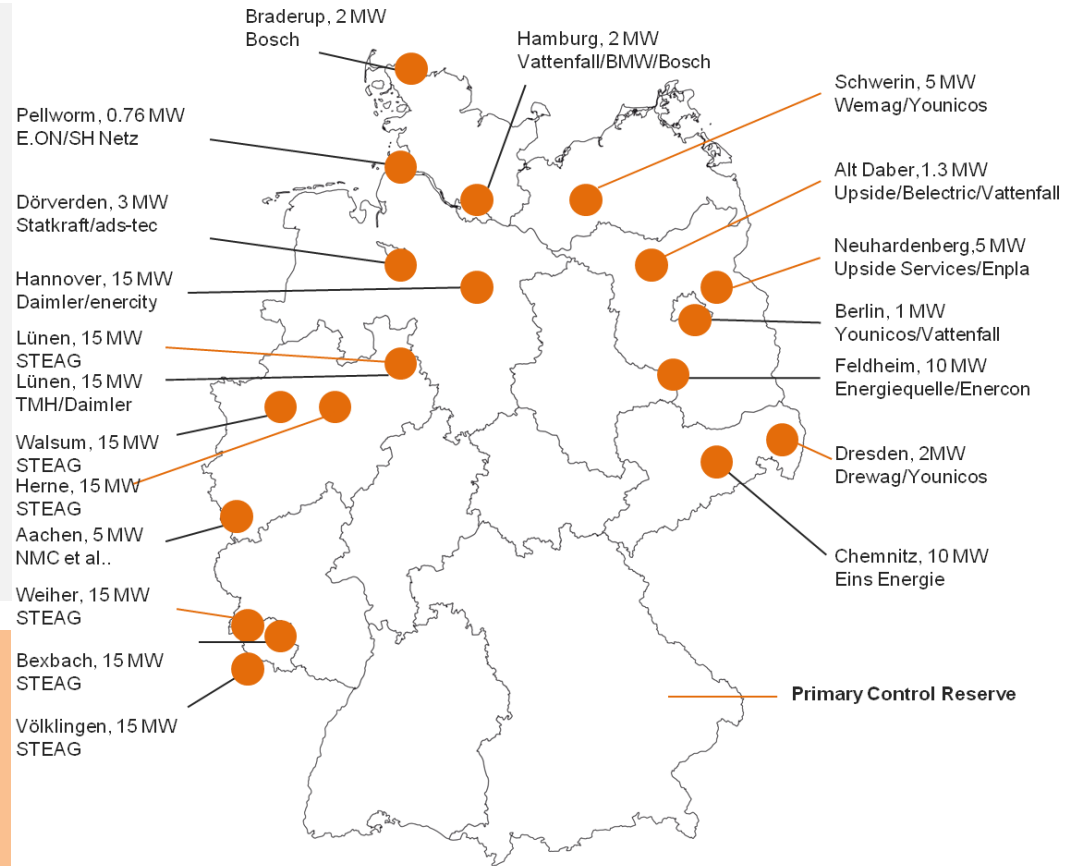 Braderup, 2 MW
Bosch
Hamburg, 2 MW
Vattenfall/BMW/Bosch
Schwerin, 5 MW
Wemag/Younicos
Pellworm, 0.76 MW
E.ON/SH Netz
Alt Daber,1.3 MW
Upside/Belectric/Vattenfall
Dörverden, 3 MW
Statkraft/ads-tec
Neuhardenberg,5 MW
Upside Services/Enpla
Hannover, 15 MW
Daimler/enercity
Berlin, 1 MW
Younicos/Vattenfall
Lünen, 15 MW
STEAG
Lünen, 15 MW
TMH/Daimler
Feldheim, 10 MW
Energiequelle/Enercon
Walsum, 15 MW
STEAG
Herne, 15 MW
STEAG
Dresden, 2MW
Drewag/Younicos
Aachen, 5 MW
NMC et al..
Chemnitz, 10 MW
Eins Energie
Weiher, 15 MW
STEAG
Bexbach, 15 MW
STEAG
Primary Control Reserve
Völklingen, 15 MW
STEAG